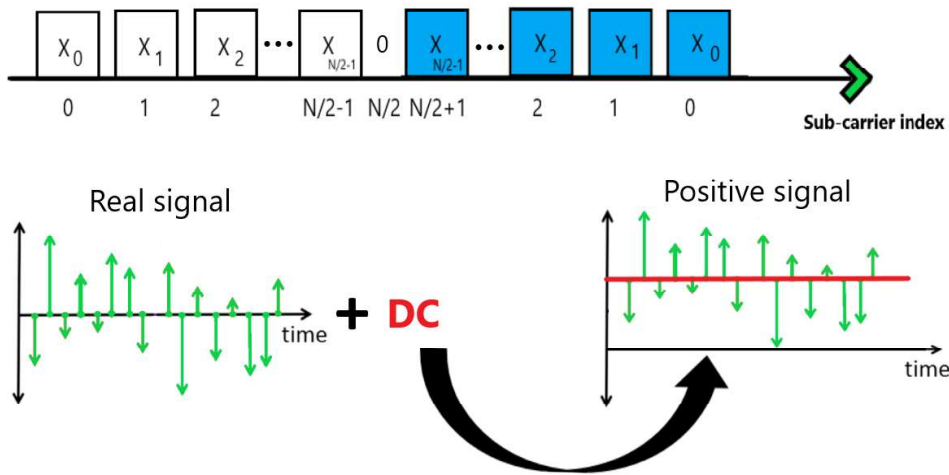 X0 X1 X2 ... X N/2-1 0 X N/2-1 ... X2 X1 X0
0 1 2 N/2-1 N/2 N/2+1 2 1 0
Sub-carrier index
Real signal
Positive signal
time
+ DC
time